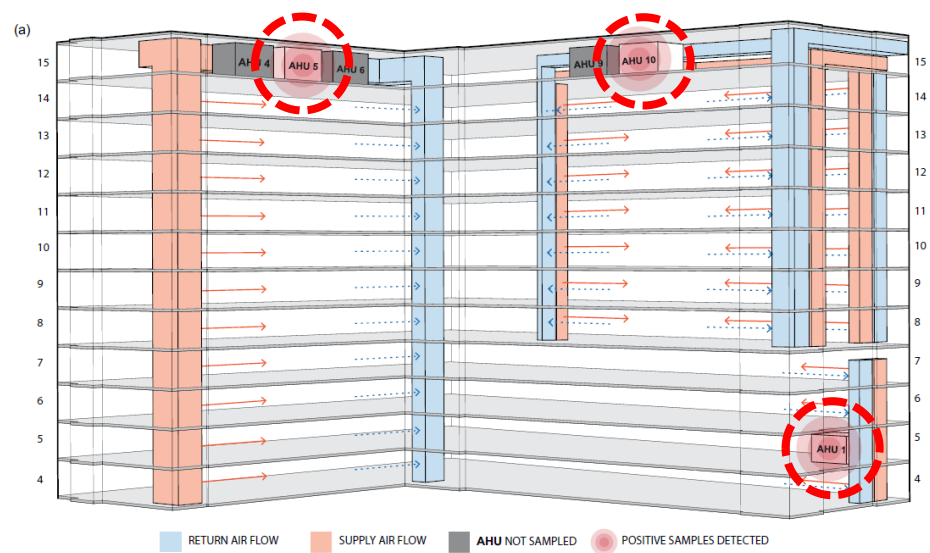 (a)
15 AHU 4 AHU 5 AHU 6 AHU 9 AHU 10 15
14 14
13 13
12 12
11 11
10 10
9 9
8 8
7 7
6 6
5 AHU 1 5
4 4
RETURN AIR FLOW SUPPLY AIR FLOW AHU NOT SAMPLED POSITIVE SAMPLES DETECTED